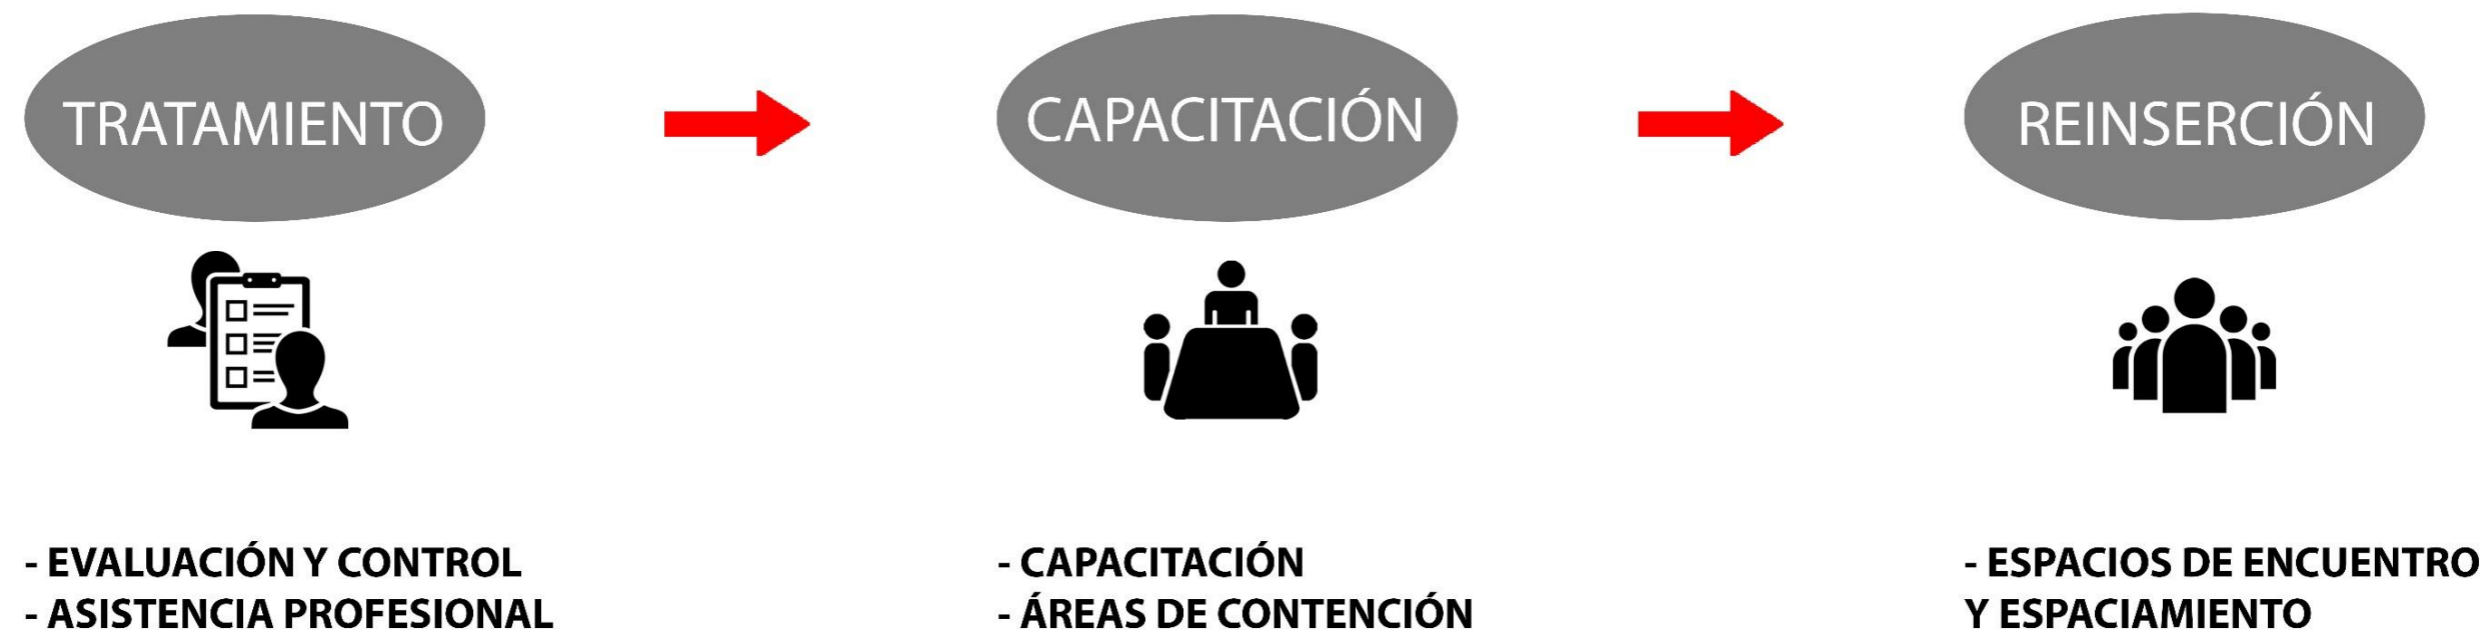 TRATAMIENTO
CAPACITACIÓN
REINSERCIÓN
- EVALUACIÓN Y CONTROL
- ASISTENCIA PROFESIONAL
- CAPACITACIÓN
- ÁREAS DE CONTENCIÓN
- ESPACIOS DE ENCUENTRO
Y ESPACIAMIENTO